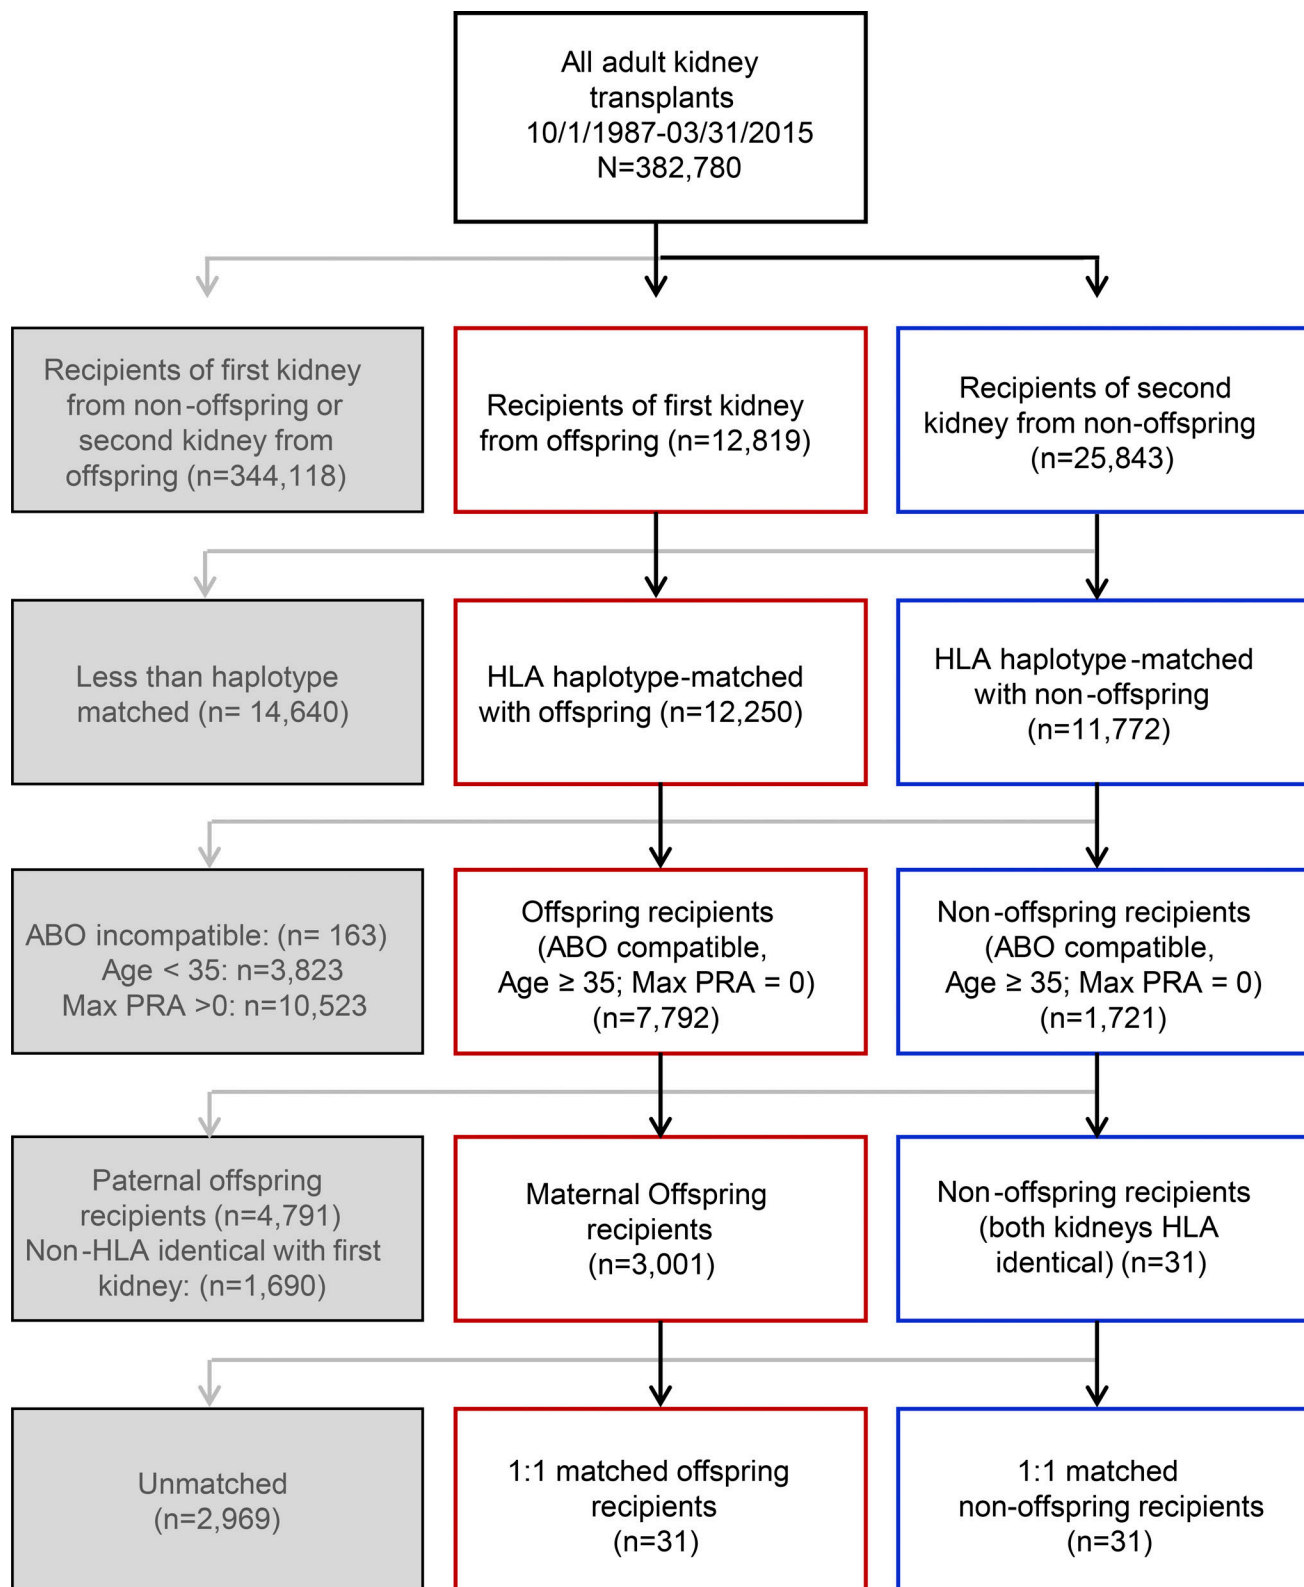 All adult kidney
transplants
10/1/1987-03/31/2015
N=382,780
Recipients of first kidney
from non-offspring or
second kidney from
offspring (n=344,118)
Recipients of first kidney
from offspring (n=12,819)
Recipients of second
kidney from non-offspring
(n=25,843)
Less than haplotype
matched (n= 14,640)
HLA haplotype-matched
with offspring (n=12,250)
HLA haplotype-matched
with non-offspring
(n=11,772)
ABO incompatible: (n= 163)
Age < 35: n=3,823
Max PRA >0: n=10,523
Offspring recipients
(ABO compatible,
Age ≥ 35; Max PRA = 0)
(n=7,792)
Non-offspring recipients
(ABO compatible,
Age ≥ 35; Max PRA = 0)
(n=1,721)
Paternal offspring
recipients (n=4,791)
Non-HLA identical with first
kidney: (n=1,690)
Maternal Offspring
recipients
(n=3,001)
Non-offspring recipients
(both kidneys HLA
identical) (n=31)
Unmatched
(n=2,969)
1:1 matched offspring
recipients
(n=31)
1:1 matched
non-offspring recipients
(n=31)